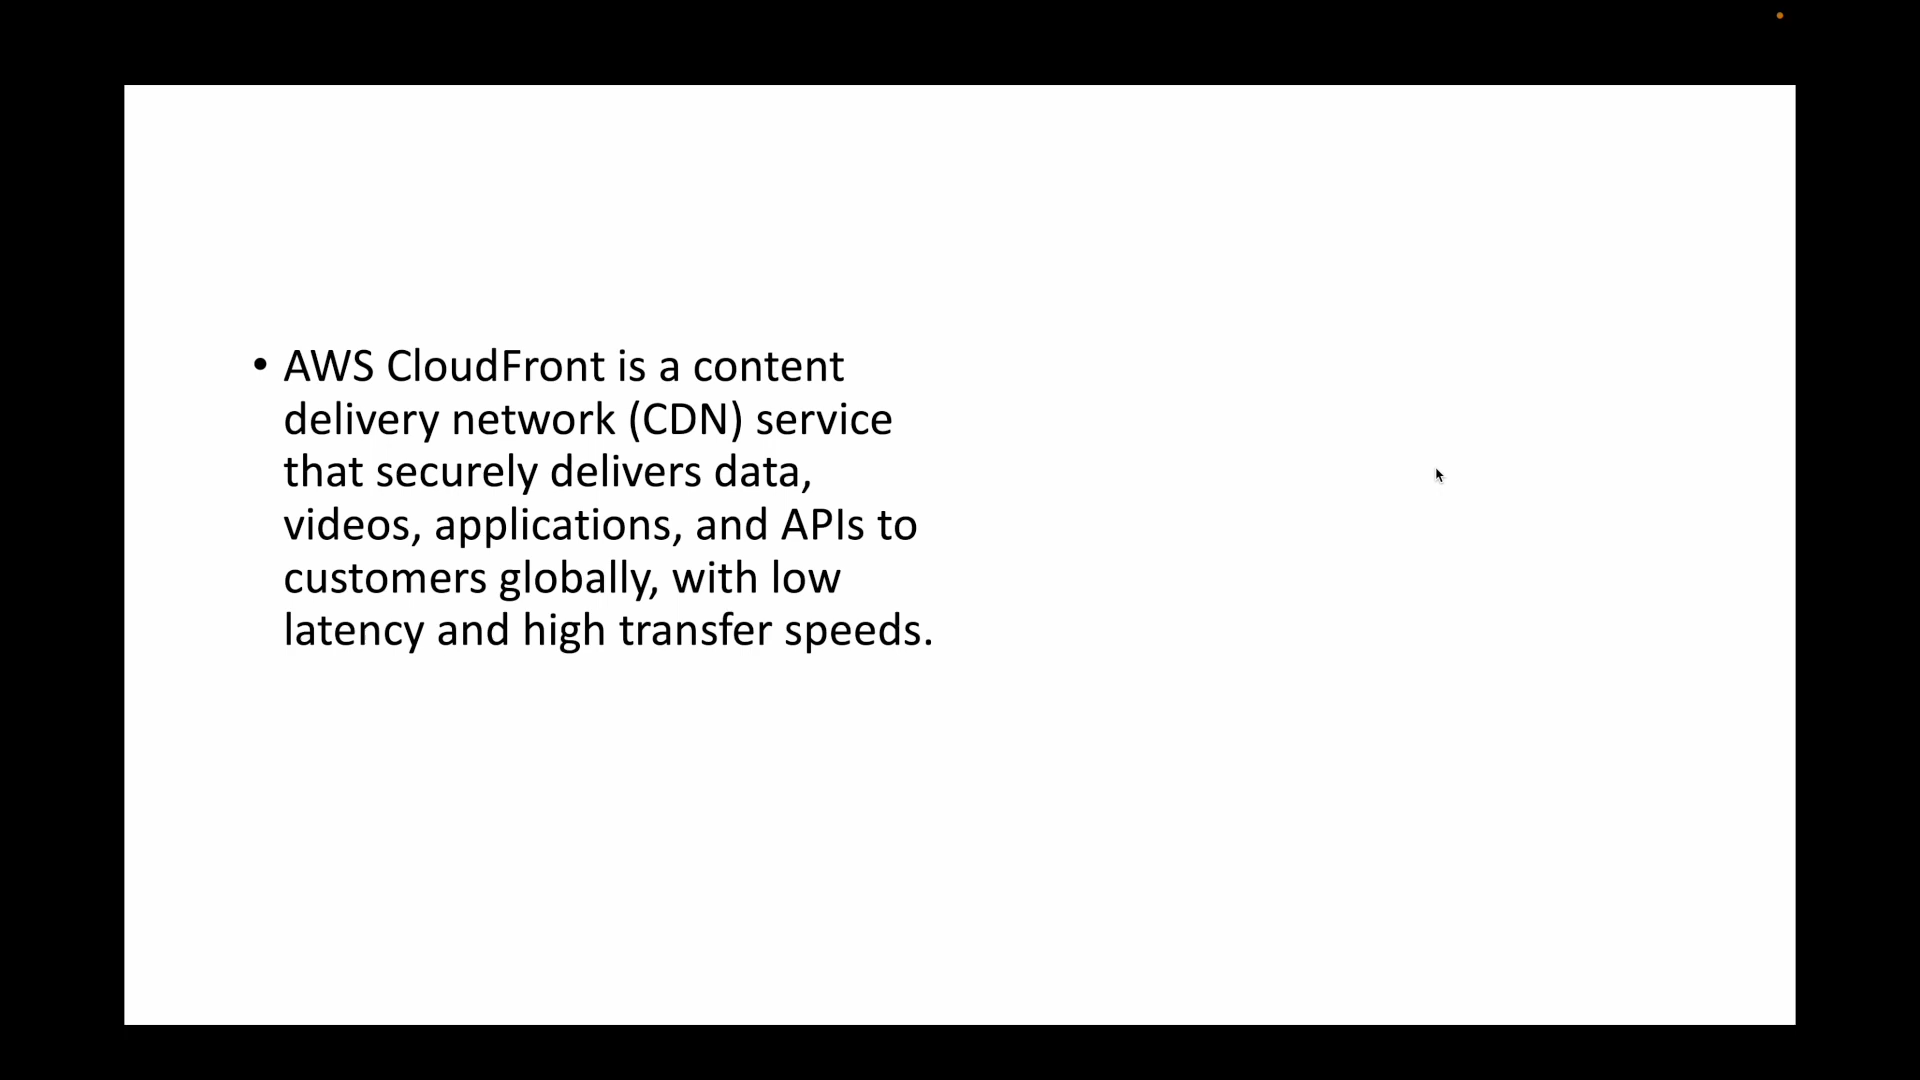 • AWS CloudFront is a content
delivery network (CDN) service
that securely delivers data,
videos, applications, and APIs to
customers globally, with low
latency and high transfer speeds.